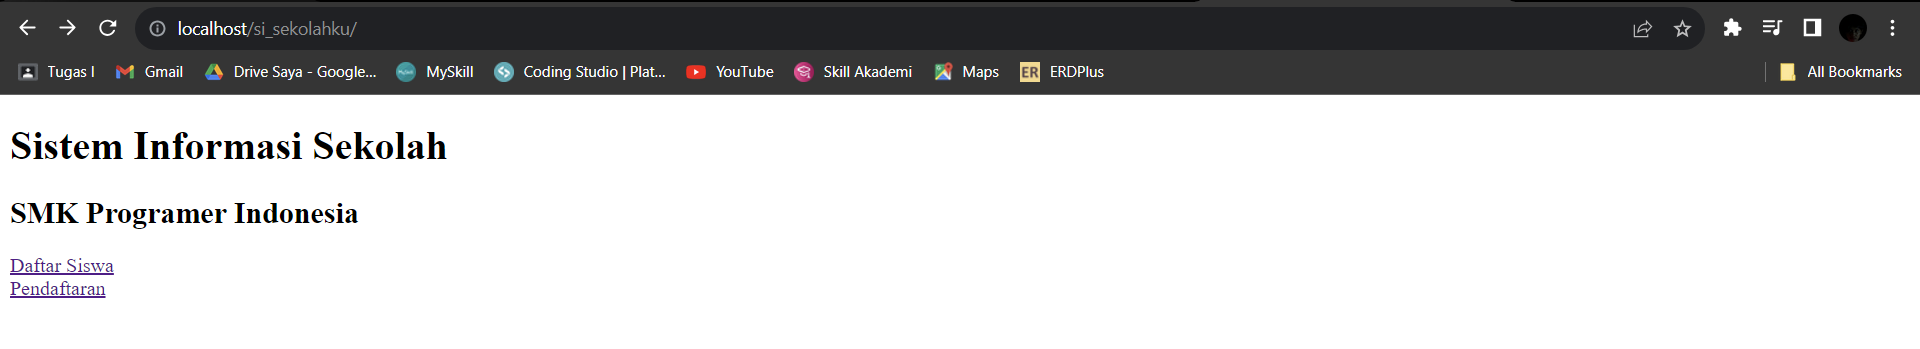 localhost/si_sekolahku/
Tugas I Gmail Drive Saya - Google... MySkill Coding Studio | Plat... YouTube Skill Akademi Maps ER ERDPlus All Bookmarks
Sistem Informasi Sekolah
SMK Programer Indonesia
Daftar Siswa
Pendaftaran